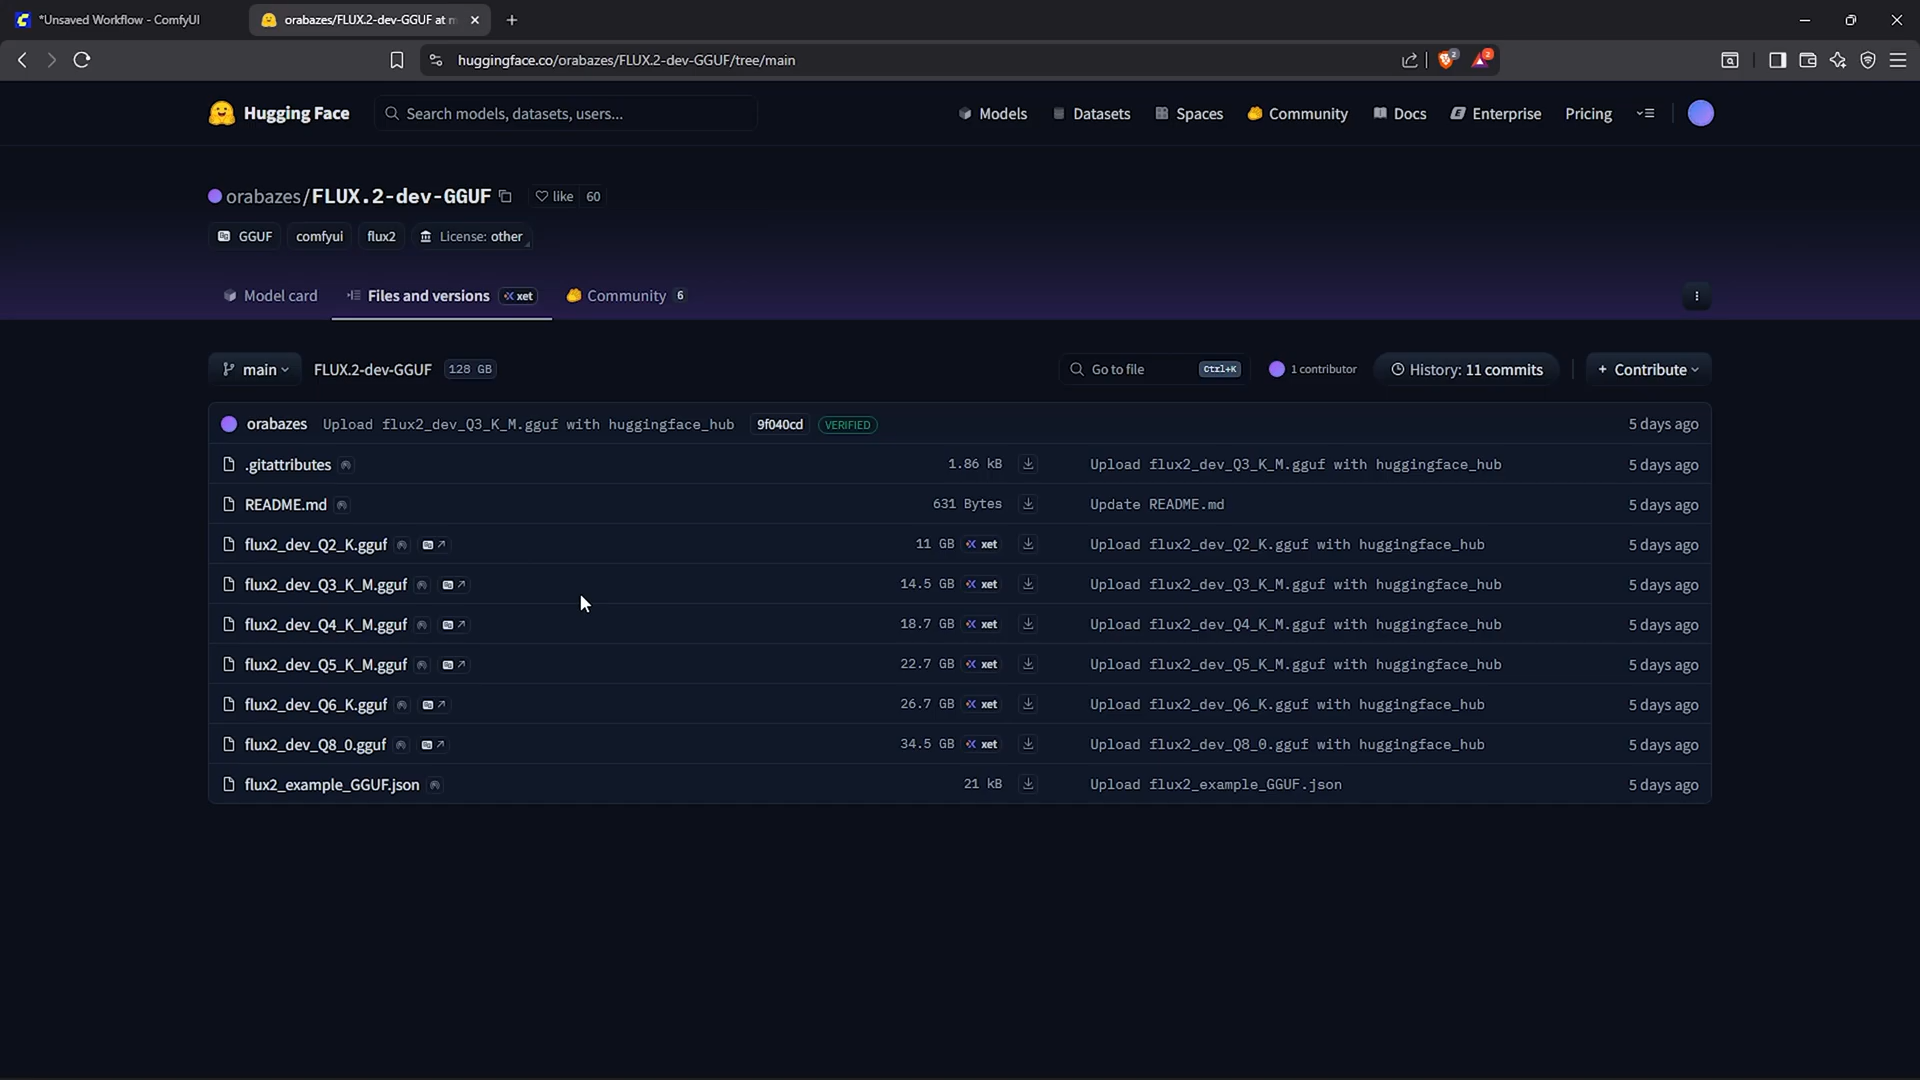 *Unsaved Workflow - ComfyUI
orabazes/FLUX.2-dev-GGUF at m
huggingface.co/orabazes/FLUX.2-dev-GGUF/tree/main
2
2
Hugging Face
Search models, datasets, users...
Models
Datasets
Spaces
Community
Docs
Enterprise
Pricing
orabazes/FLUX.2-dev-GGUF
like 60
GGUF
comfyui
flux2
License: other
Model card
Files and versions
xet
Community 6
main
FLUX.2-dev-GGUF
128 GB
Go to file
Ctrl+K
1 contributor
History: 11 commits
+ Contribute
orabazes Upload flux2_dev_Q3_K_M.gguf with huggingface_hub 9f040cd VERIFIED 5 days ago
.gitattributes 1.86 kB Upload flux2_dev_Q3_K_M.gguf with huggingface_hub 5 days ago
README.md 631 Bytes Update README.md 5 days ago
flux2_dev_Q2_K.gguf 11 GB xet Upload flux2_dev_Q2_K.gguf with huggingface_hub 5 days ago
flux2_dev_Q3_K_M.gguf 14.5 GB xet Upload flux2_dev_Q3_K_M.gguf with huggingface_hub 5 days ago
flux2_dev_Q4_K_M.gguf 18.7 GB xet Upload flux2_dev_Q4_K_M.gguf with huggingface_hub 5 days ago
flux2_dev_Q5_K_M.gguf 22.7 GB xet Upload flux2_dev_Q5_K_M.gguf with huggingface_hub 5 days ago
flux2_dev_Q6_K.gguf 26.7 GB xet Upload flux2_dev_Q6_K.gguf with huggingface_hub 5 days ago
flux2_dev_Q8_0.gguf 34.5 GB xet Upload flux2_dev_Q8_0.gguf with huggingface_hub 5 days ago
flux2_example_GGUF.json 21 kB Upload flux2_example_GGUF.json 5 days ago